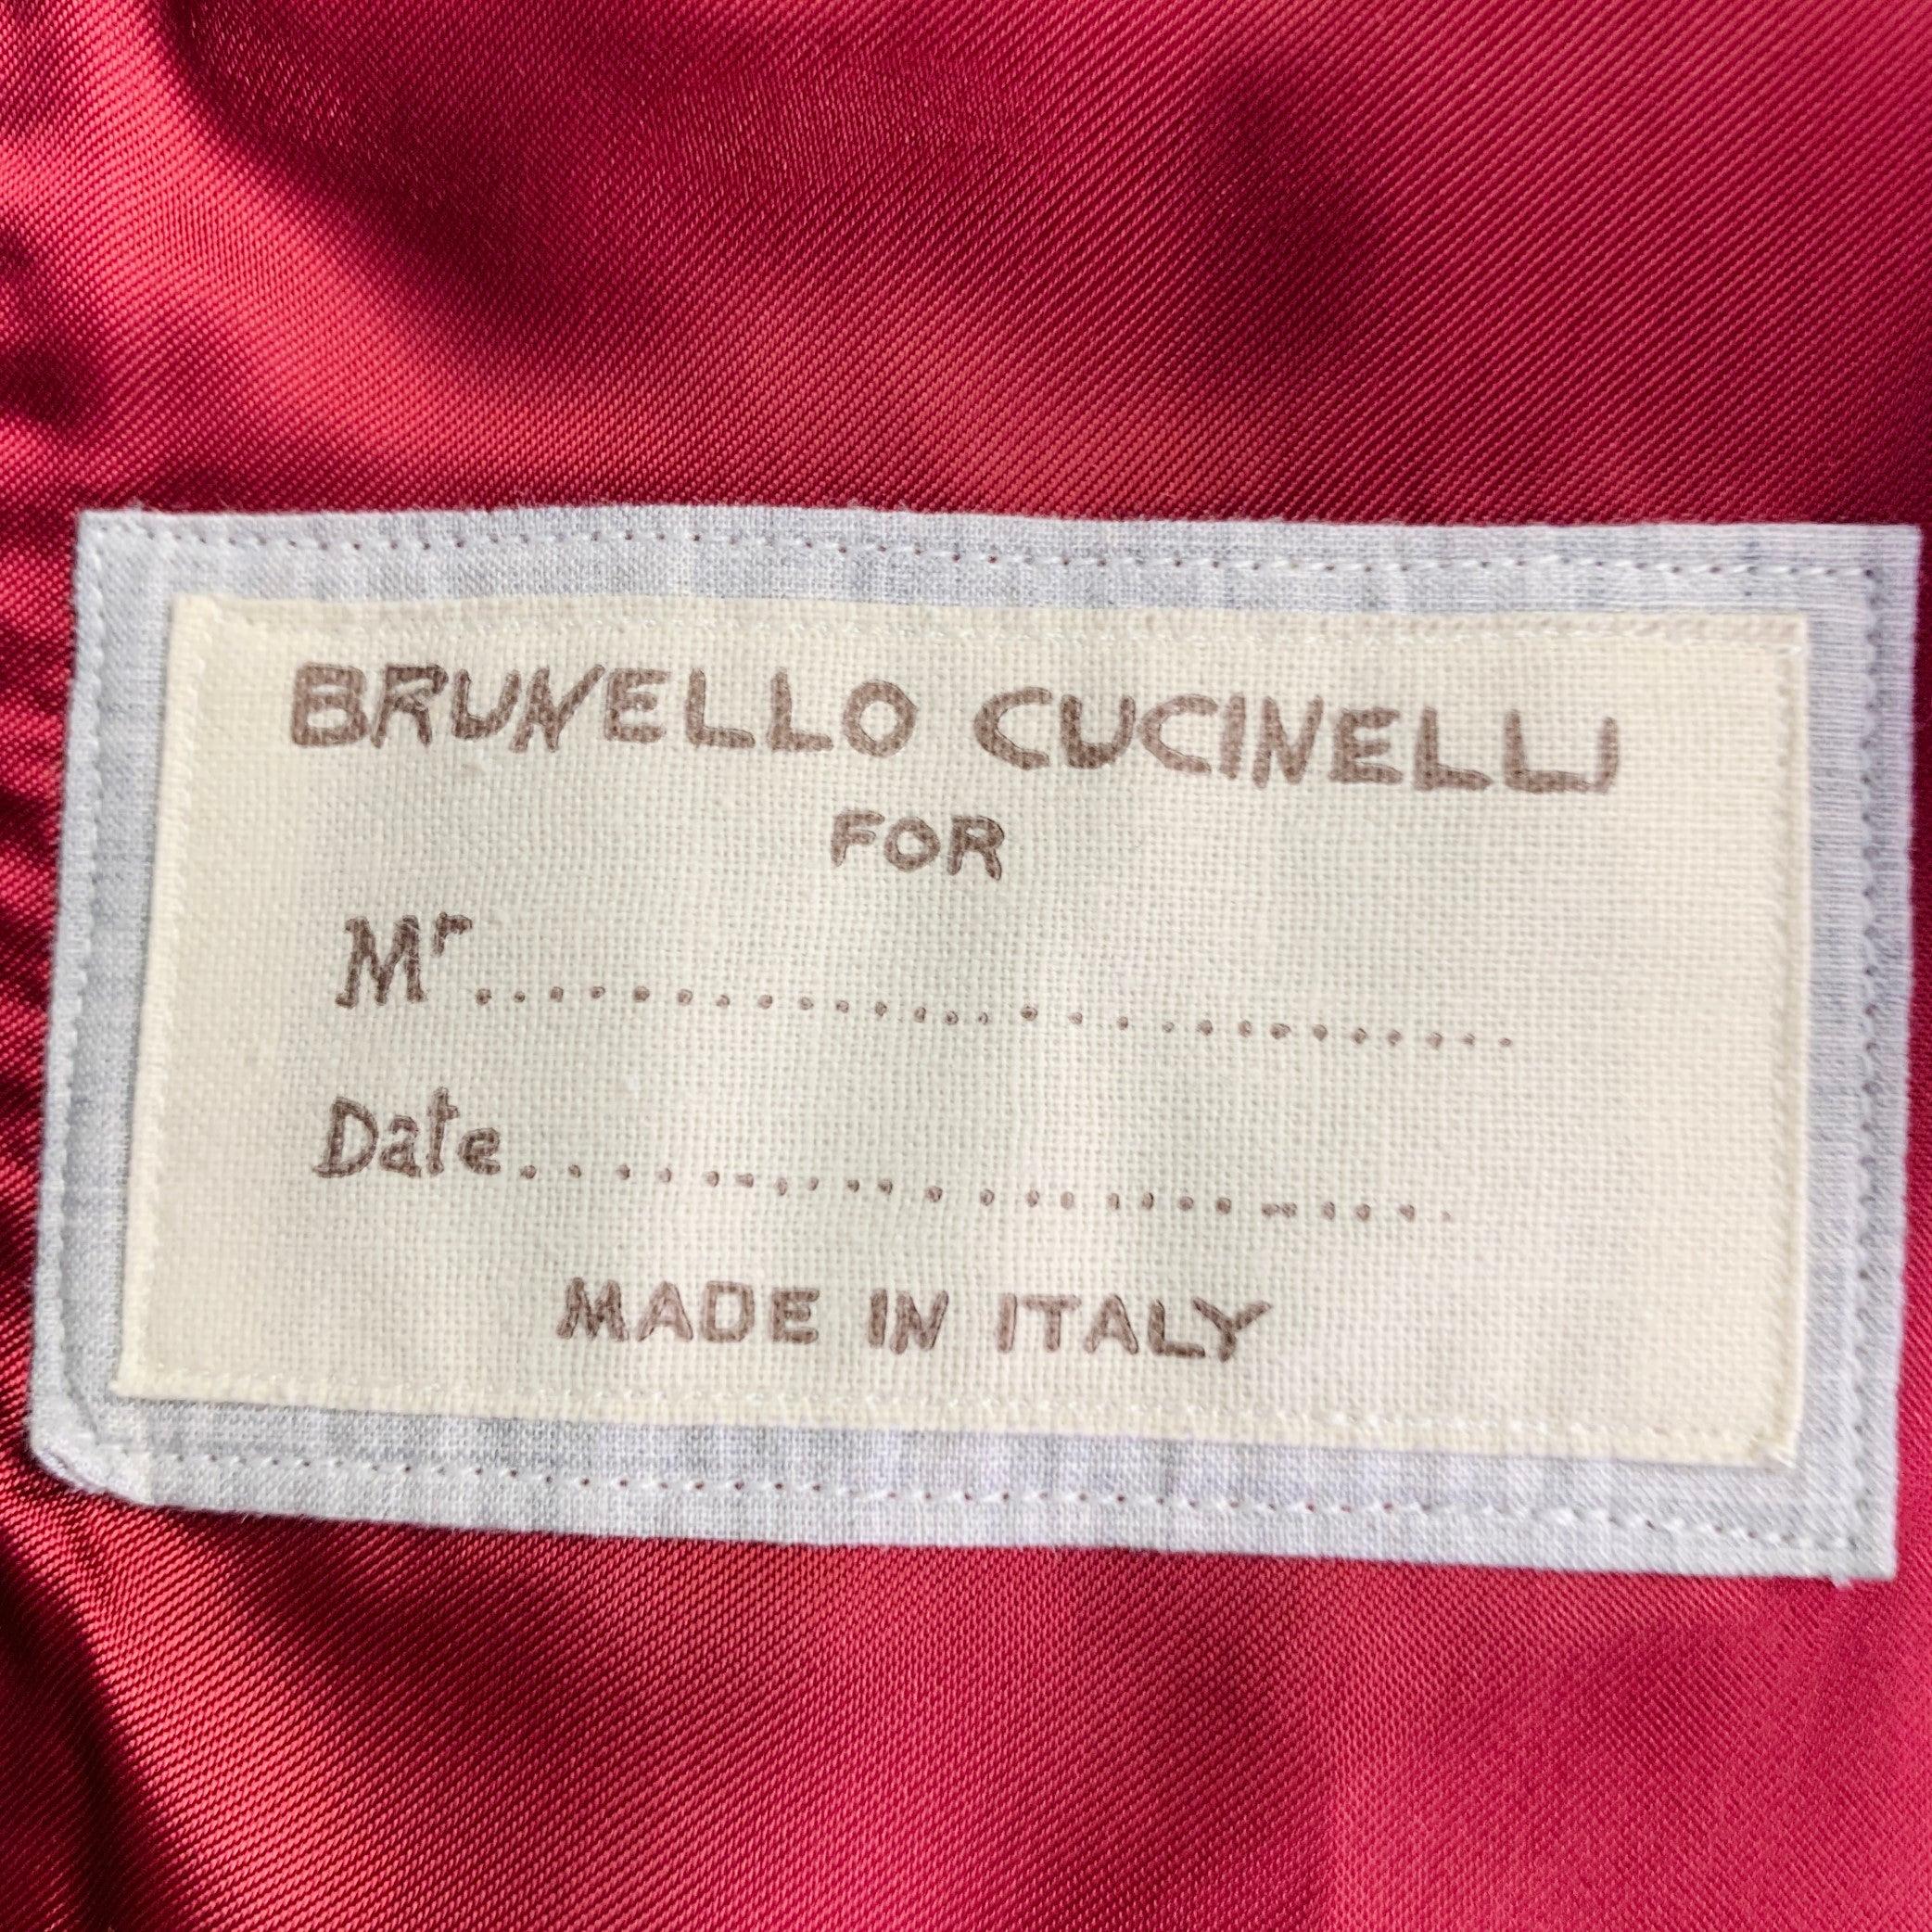 BRUNELLO CUCINELLI
FOR
Mr..............................
Date..........................
MADE IN ITALY